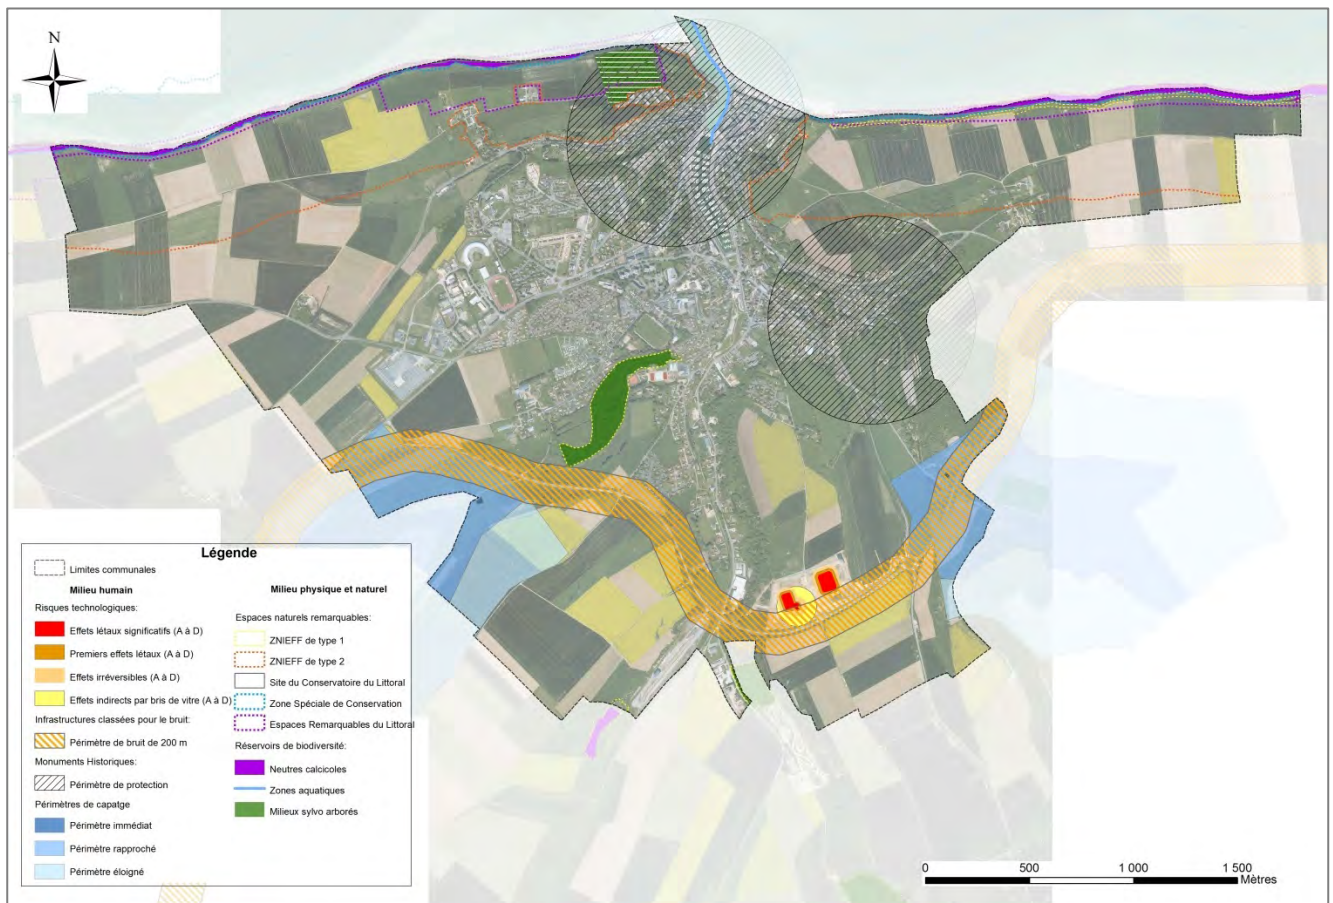 N
Légende
Limites communales
Milieu humain
Risques technologiques:
Effets létaux significatifs (A à D)
Premiers effets létaux (A à D)
Effets irréversibles (A à D)
Effets indirects par bris de vitre (A à D)
Infrastructures classées pour le bruit:
Périmètre de bruit de 200 m
Monuments Historiques:
Périmètre de protection
Périmètres de capatge
Périmètre immédiat
Périmètre rapproché
Périmètre éloigné
Milieu physique et naturel
Espaces naturels remarquables:
ZNIEFF de type 1
ZNIEFF de type 2
Site du Conservatoire du Littoral
Zone Spéciale de Conservation
Espaces Remarquables du Littoral
Réservoirs de biodiversité:
Neutres calcicoles
Zones aquatiques
Milieux sylvo arborés
0 500 1 000 1 500
Mètres